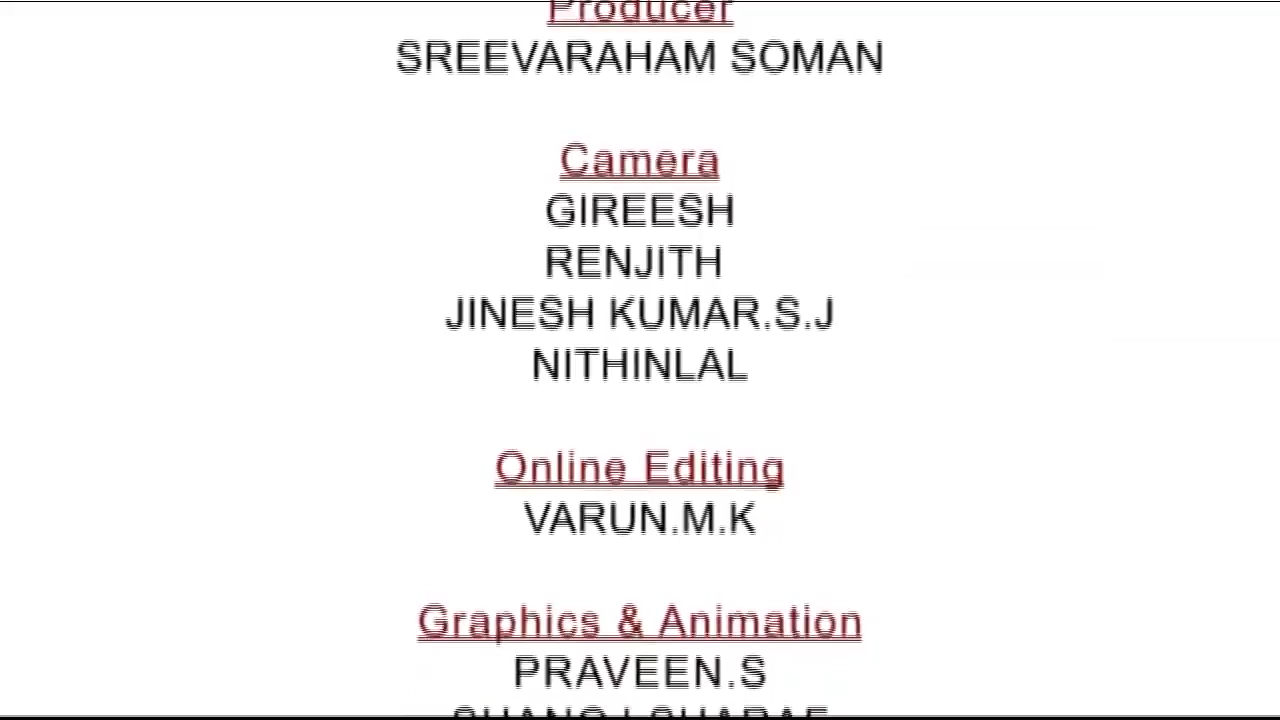 Producer
SREEVARAHAM SOMAN
Camera
GIREESH
RENJITH
JINESH KUMAR.S.J
NITHINLAL
Online Editing
VARUN.M.K
Graphics & Animation
PRAVEEN.S